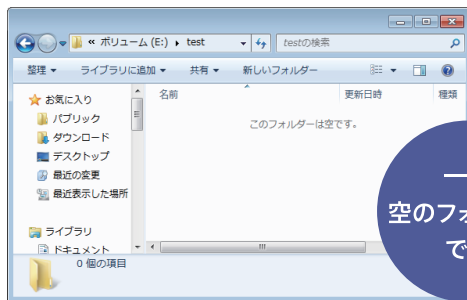 « ボリューム (E:) ▸ test
testの検索
整理 ライブラリに追加 共有 新しいフォルダー
お気に入り
パブリック
ダウンロード
デスクトップ
最近の変更
最近表示した場所
ライブラリ
ドキュメント
名前 更新日時 種類
このフォルダーは空です。
0 個の項目
空のフォ
で